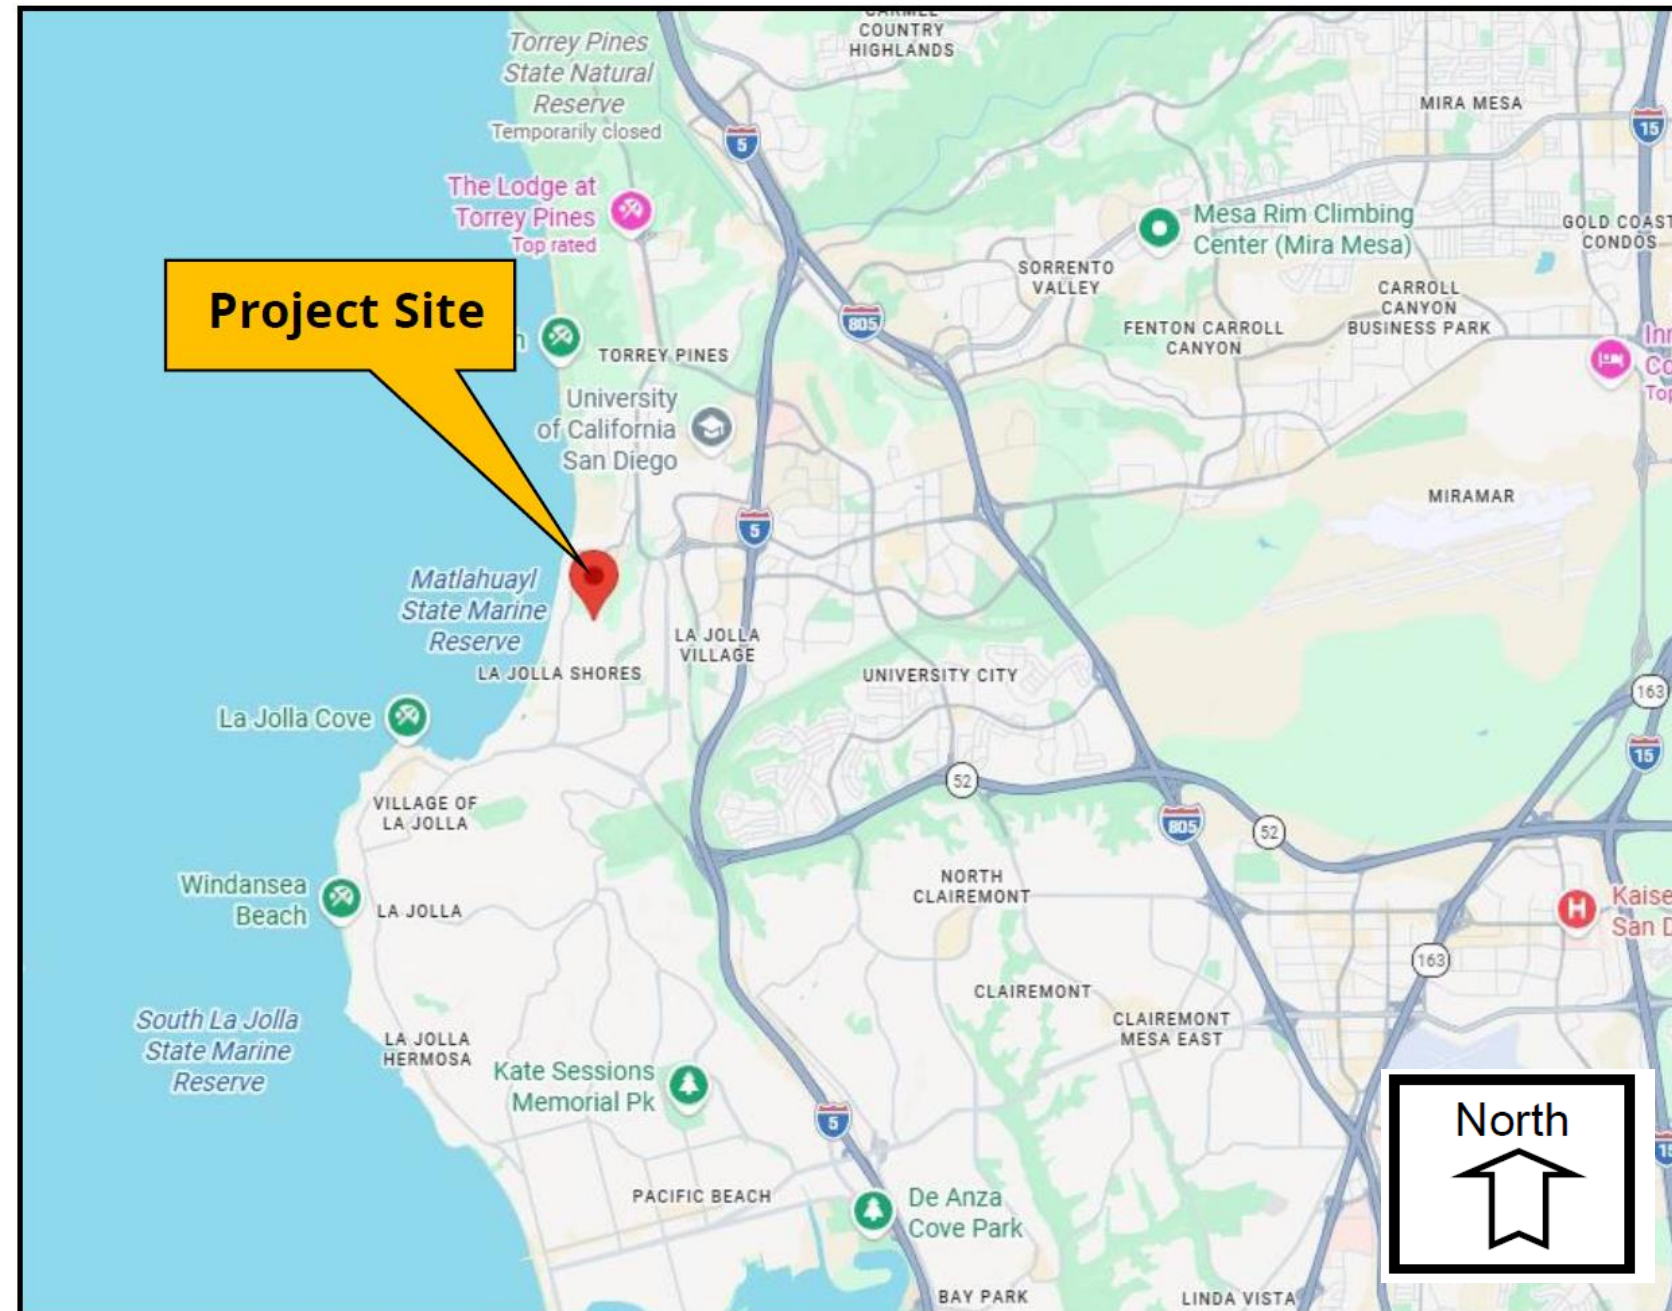 CARMEL
COUNTRY
HIGHLANDS
Torrey Pines
State Natural
Reserve
Temporarily closed
MIRA MESA
15
5
The Lodge at
Torrey Pines
Top rated
Mesa Rim Climbing
Center (Mira Mesa)
GOLD COAST
CONDOS
SORRENTO
VALLEY
CARROLL
CANYON
BUSINESS PARK
Project Site
805
FENTON CARROLL
CANYON
TORREY PINES
University
of California
San Diego
MIRAMAR
5
Matlahuayl
State Marine
Reserve
LA JOLLA
VILLAGE
LA JOLLA SHORES
UNIVERSITY CITY
163
La Jolla Cove
15
52
VILLAGE OF
LA JOLLA
805
52
NORTH
CLAIREMONT
Windansea
Beach
LA JOLLA
H
163
CLAIREMONT
South La Jolla
State Marine
Reserve
CLAIREMONT
MESA EAST
LA JOLLA
HERMOSA
Kate Sessions
Memorial Pk
5
North
PACIFIC BEACH
De Anza
Cove Park
BAY PARK
LINDA VISTA